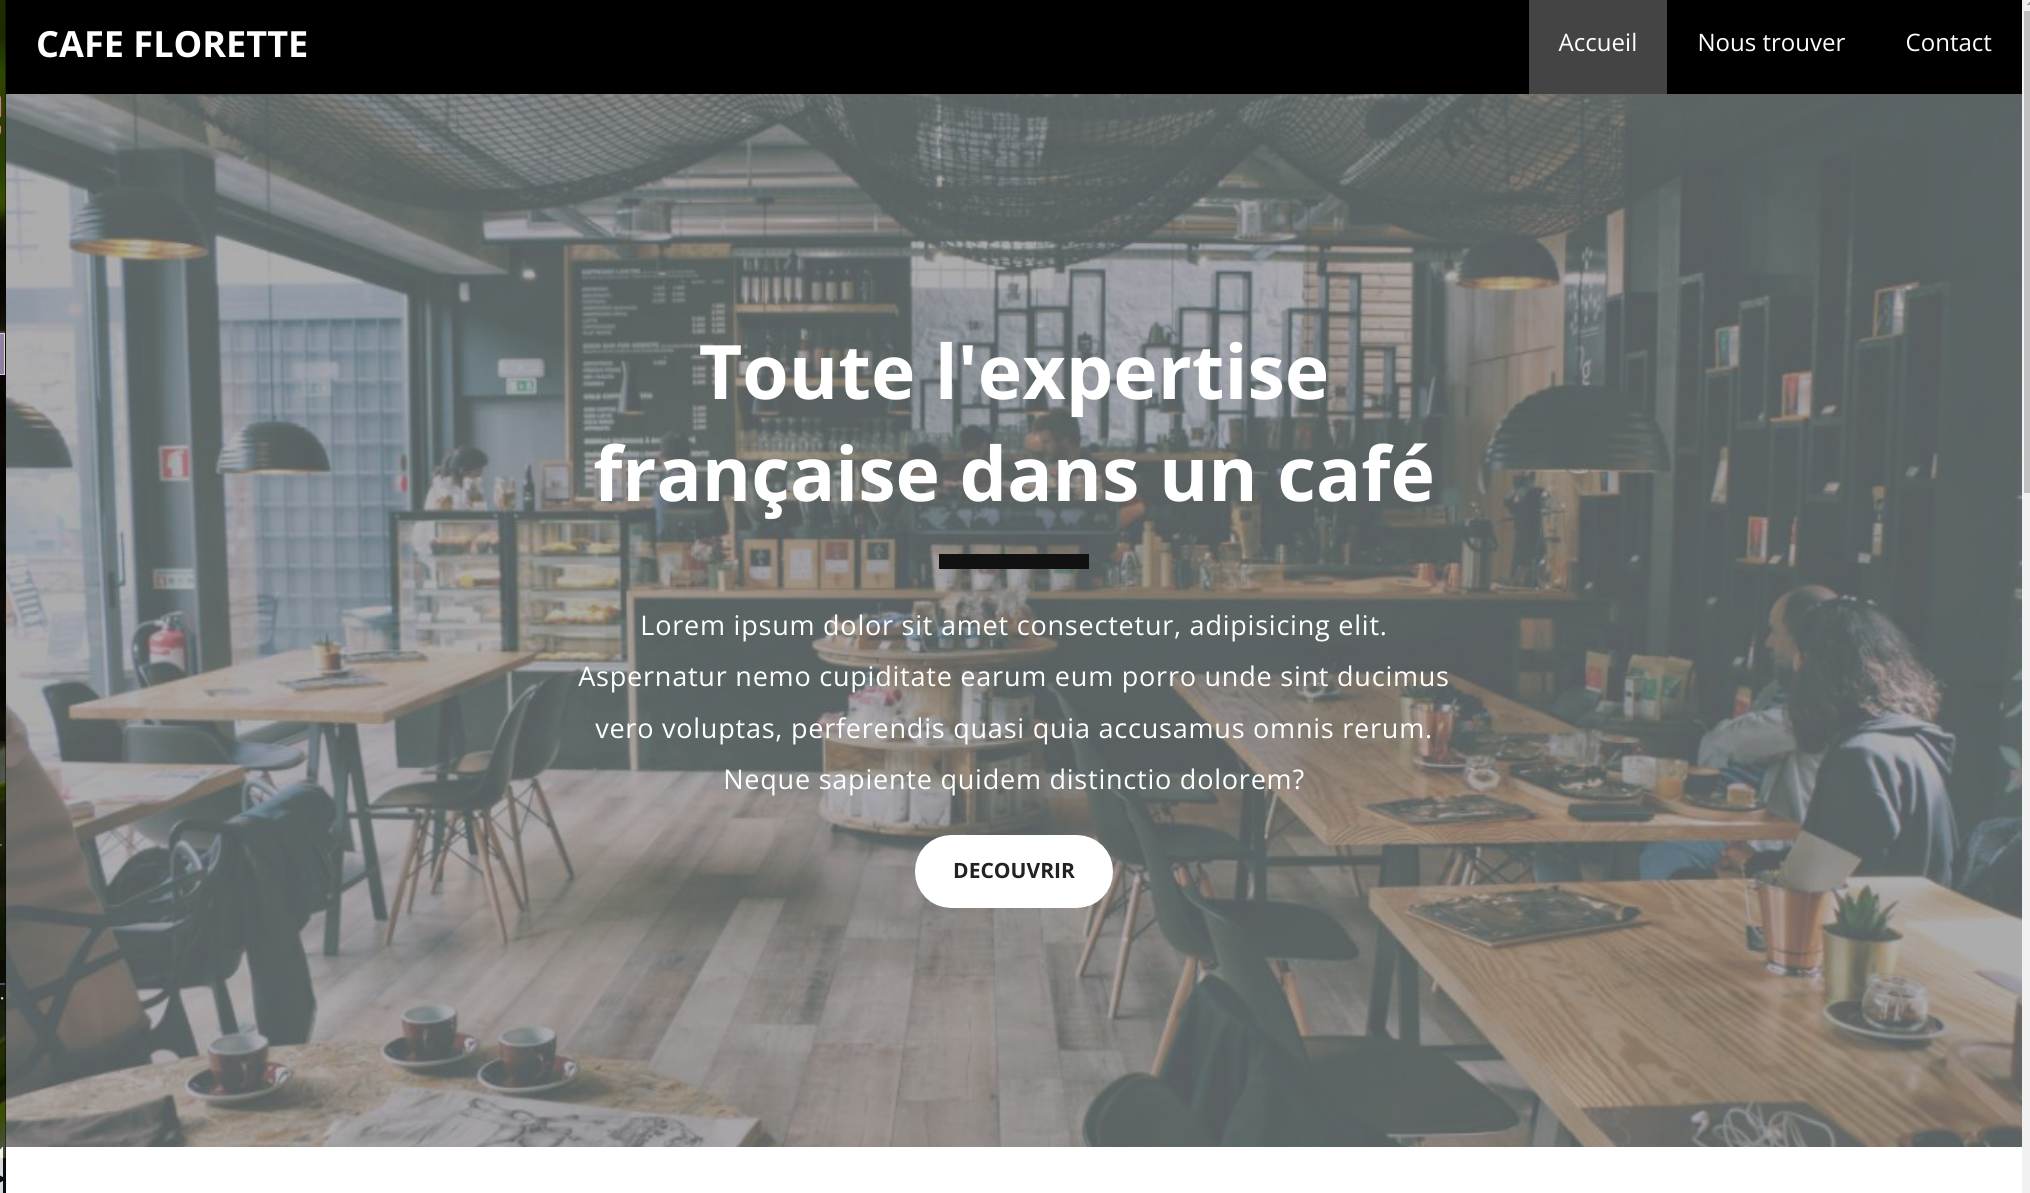 CAFE FLORETTE
Accueil
Nous trouver
Contact
Toute l'expertise
française dans un café
Lorem ipsum dolor sit amet consectetur, adipisicing elit.
Aspernatur nemo cupiditate earum eum porro unde sint ducimus
vero voluptas, perferendis quasi quia accusamus omnis rerum.
Neque sapiente quidem distinctio dolorem?
DECOUVRIR